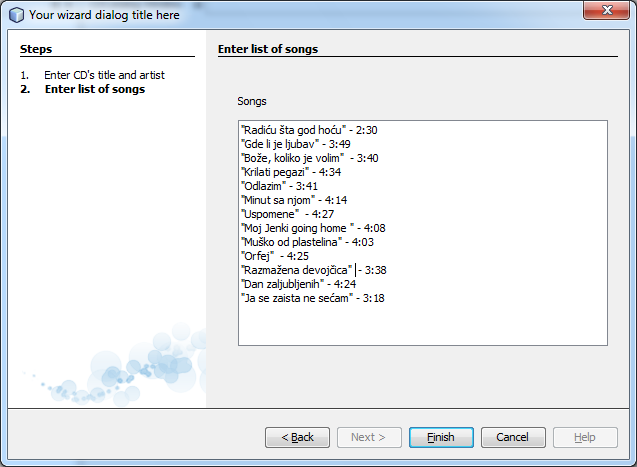 Your wizard dialog title here
Steps
1. Enter CD's title and artist
2. Enter list of songs
Enter list of songs
Songs
"Radiću šta god hoću" - 2:30
"Gde li je ljubav" - 3:49
"Bože, koliko je volim"  - 3:40
"Krilati pegazi" - 4:34
"Odlazim" - 3:41
"Minut sa njom" - 4:14
"Uspomene"  - 4:27
"Moj Jenki going home " - 4:08
"Muško od plastelina" - 4:03
"Orfej"  - 4:25
"Razmažena devojčica"  - 3:38
"Dan zaljubljenih" - 4:24
"Ja se zaista ne sećam" - 3:18
< Back
Next >
Finish
Cancel
Help